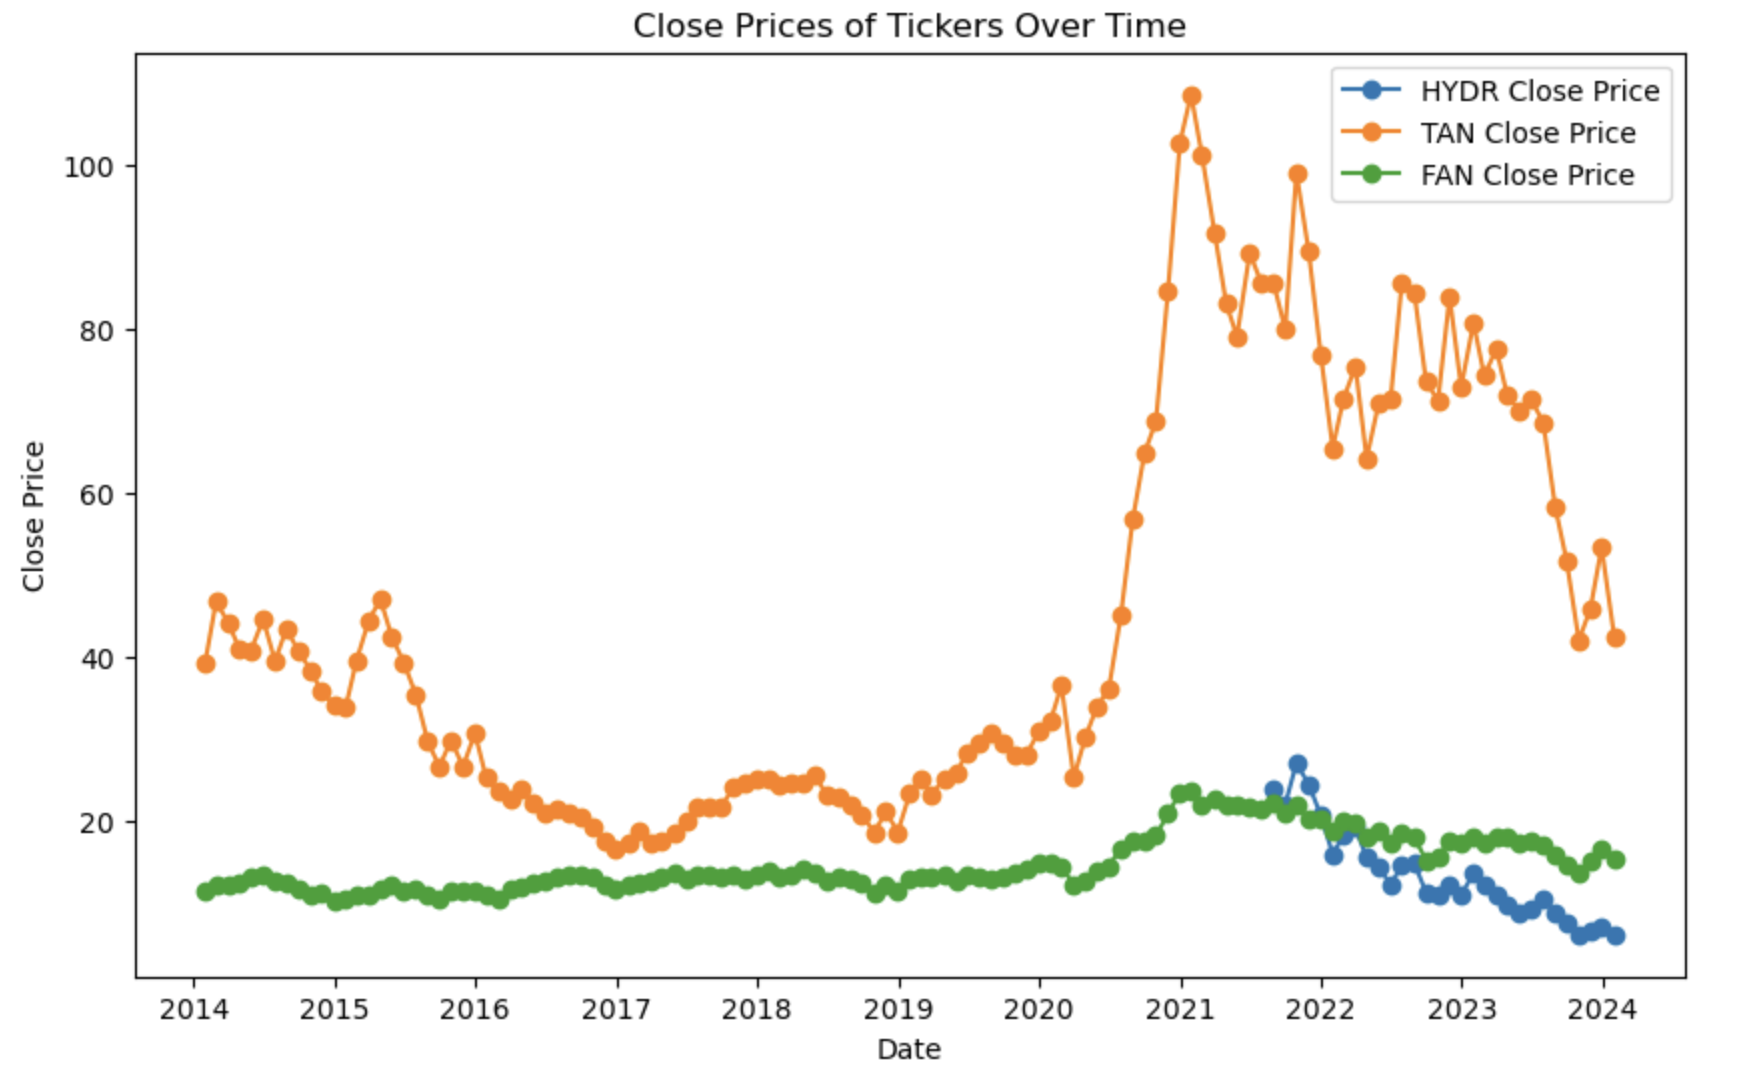 Close Prices of Tickers Over Time
HYDR Close Price
TAN Close Price
FAN Close Price
Close Price
100
80
60
40
20
2014 2015 2016 2017 2018 2019 2020 2021 2022 2023 2024
Date